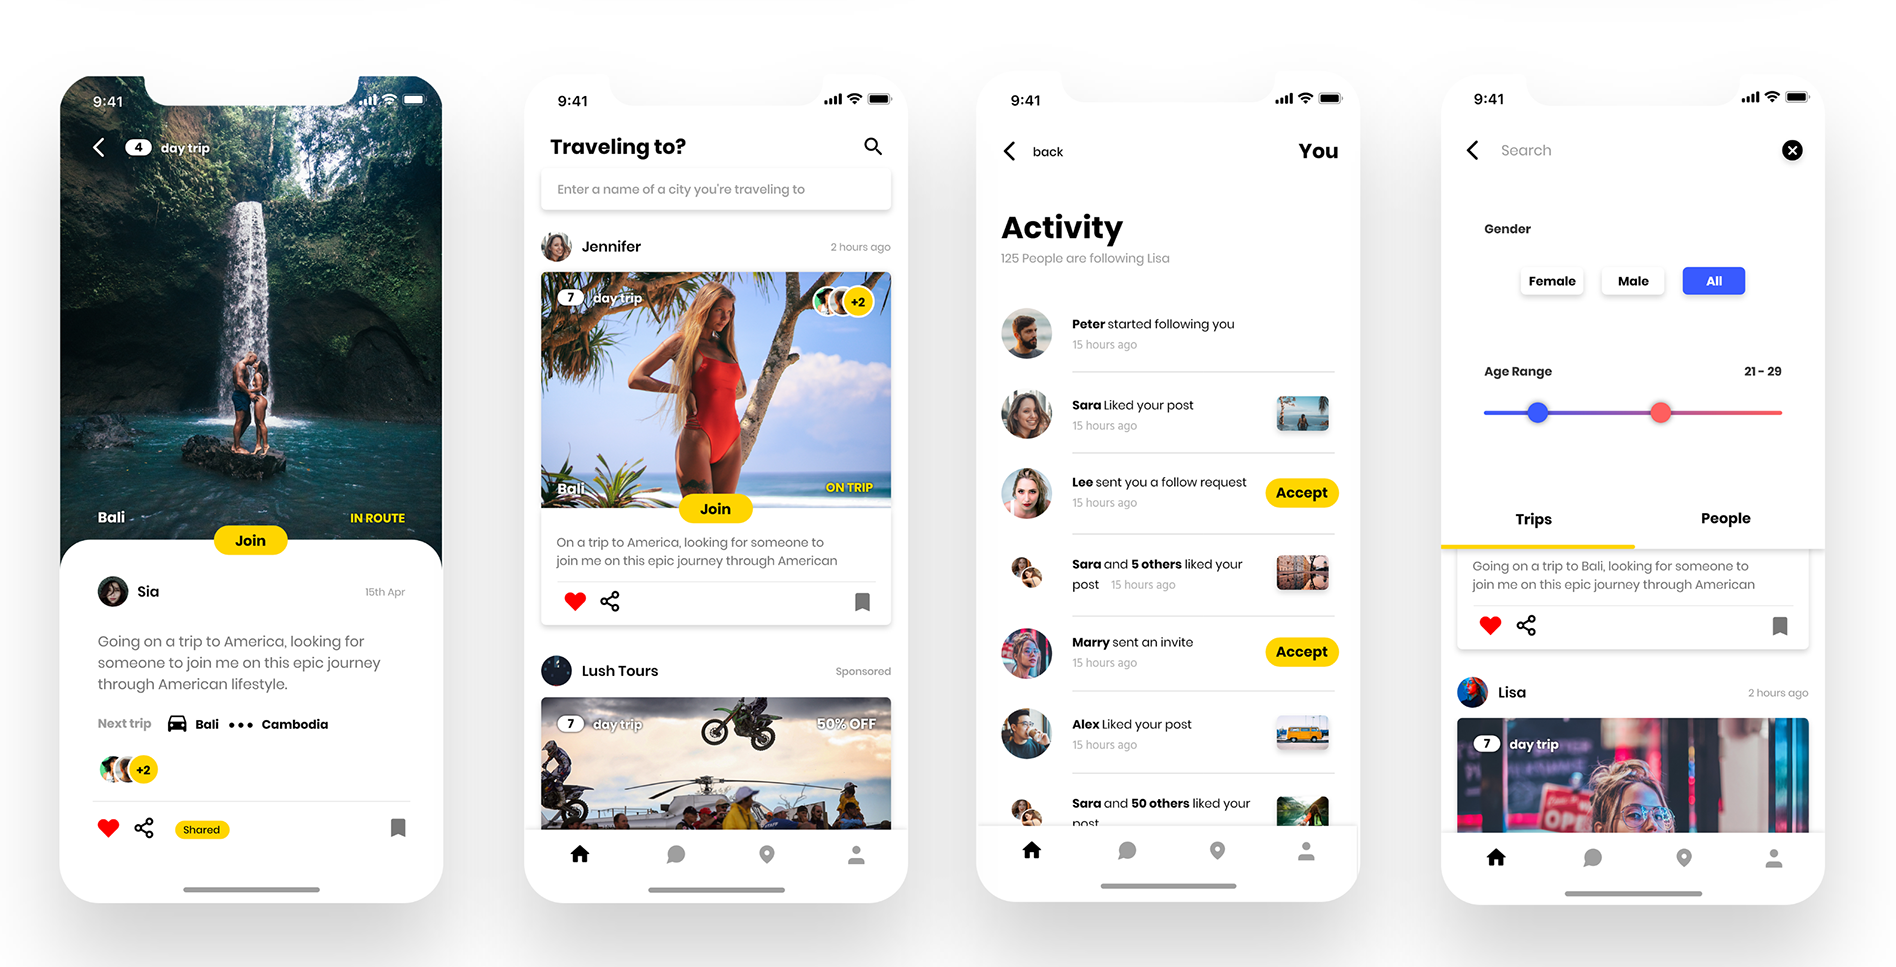 9:41
4 day trip
Bali
IN ROUTE
Join
Sia
15th Apr
Going on a trip to America, looking for
someone to join me on this epic journey
through American lifestyle.
Next trip Bali ••• Cambodia
+2
Shared
9:41
Traveling to?
Enter a name of a city you're traveling to
Jennifer
2 hours ago
7 day trip
+2
Bali
ON TRIP
Join
On a trip to America, looking for someone to
join me on this epic journey through American
Lush Tours
Sponsored
7 day trip
50% OFF
9:41
back
You
Activity
125 People are following Lisa
Peter started following you
15 hours ago
Sara Liked your post
15 hours ago
Lee sent you a follow request
15 hours ago
Accept
Sara and 5 others liked your
post 15 hours ago
Marry sent an invite
15 hours ago
Accept
Alex Liked your post
15 hours ago
Sara and 50 others liked your
post
9:41
Search
Gender
Female
Male
All
Age Range
21 - 29
Trips
People
Going on a trip to Bali, looking for someone to
join me on this epic journey through American
Lisa
2 hours ago
7 day trip
OPE